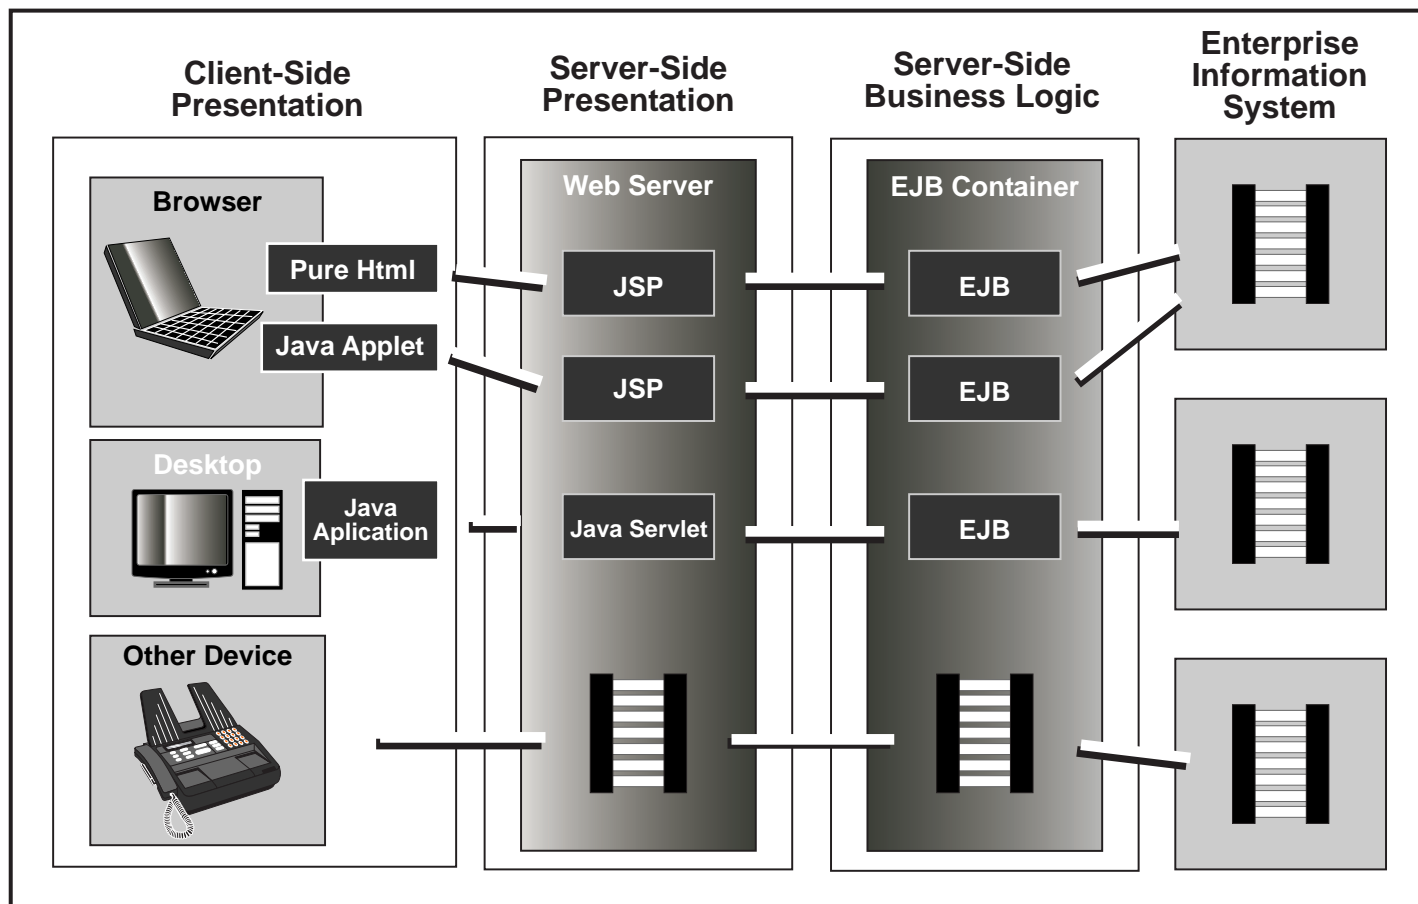 Client-Side
Presentation
Server-Side
Presentation
Server-Side
Business Logic
Enterprise
Information
System
Browser
Pure Html
Java Applet
Desktop
Java
Aplication
Other Device
Web Server
JSP
JSP
Java Servlet
EJB Container
EJB
EJB
EJB